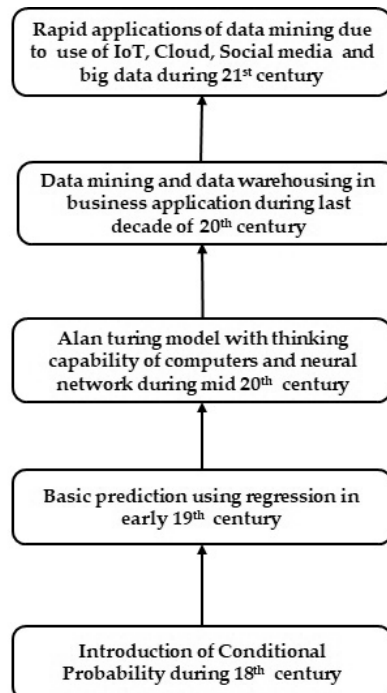 Rapid applications of data mining due
to use of IoT, Cloud, Social media and
big data during 21st century
Data mining and data warehousing in
business application during last
decade of 20th century
Alan turing model with thinking
capability of computers and neural
network during mid 20th century
Basic prediction using regression in
early 19th century
Introduction of Conditional
Probability during 18th century